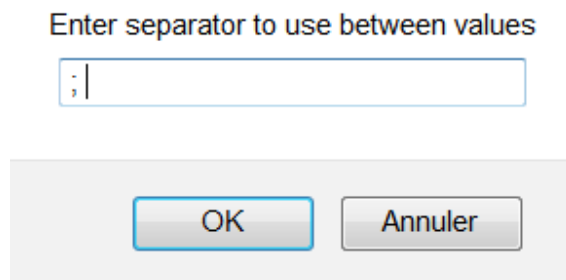 Enter separator to use between values
;
OK Annuler